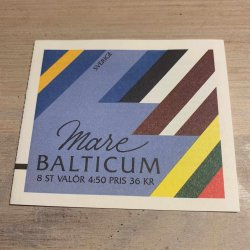 SVERIGE
Mare
BALTICUM
8 ST VALÖR 4:50 PRIS 36 KR